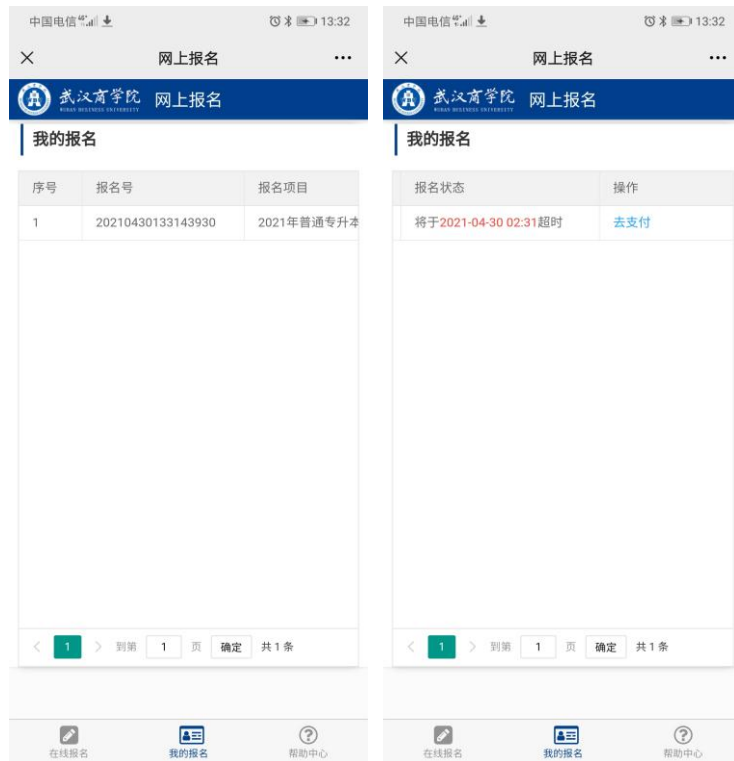 中国电信 13:32
网上报名
武汉商学院 网上报名
WUHAN BUSINESS UNIVERSITY
我的报名
序号 报名号 报名项目
1 20210430133143930 2021年普通专升本
1 到第 1 页 确定 共 1 条
在线报名 我的报名 帮助中心
中国电信 13:32
网上报名
武汉商学院 网上报名
WUHAN BUSINESS UNIVERSITY
我的报名
报名状态 操作
将于2021-04-30 02:31超时 去支付
1 到第 1 页 确定 共 1 条
在线报名 我的报名 帮助中心